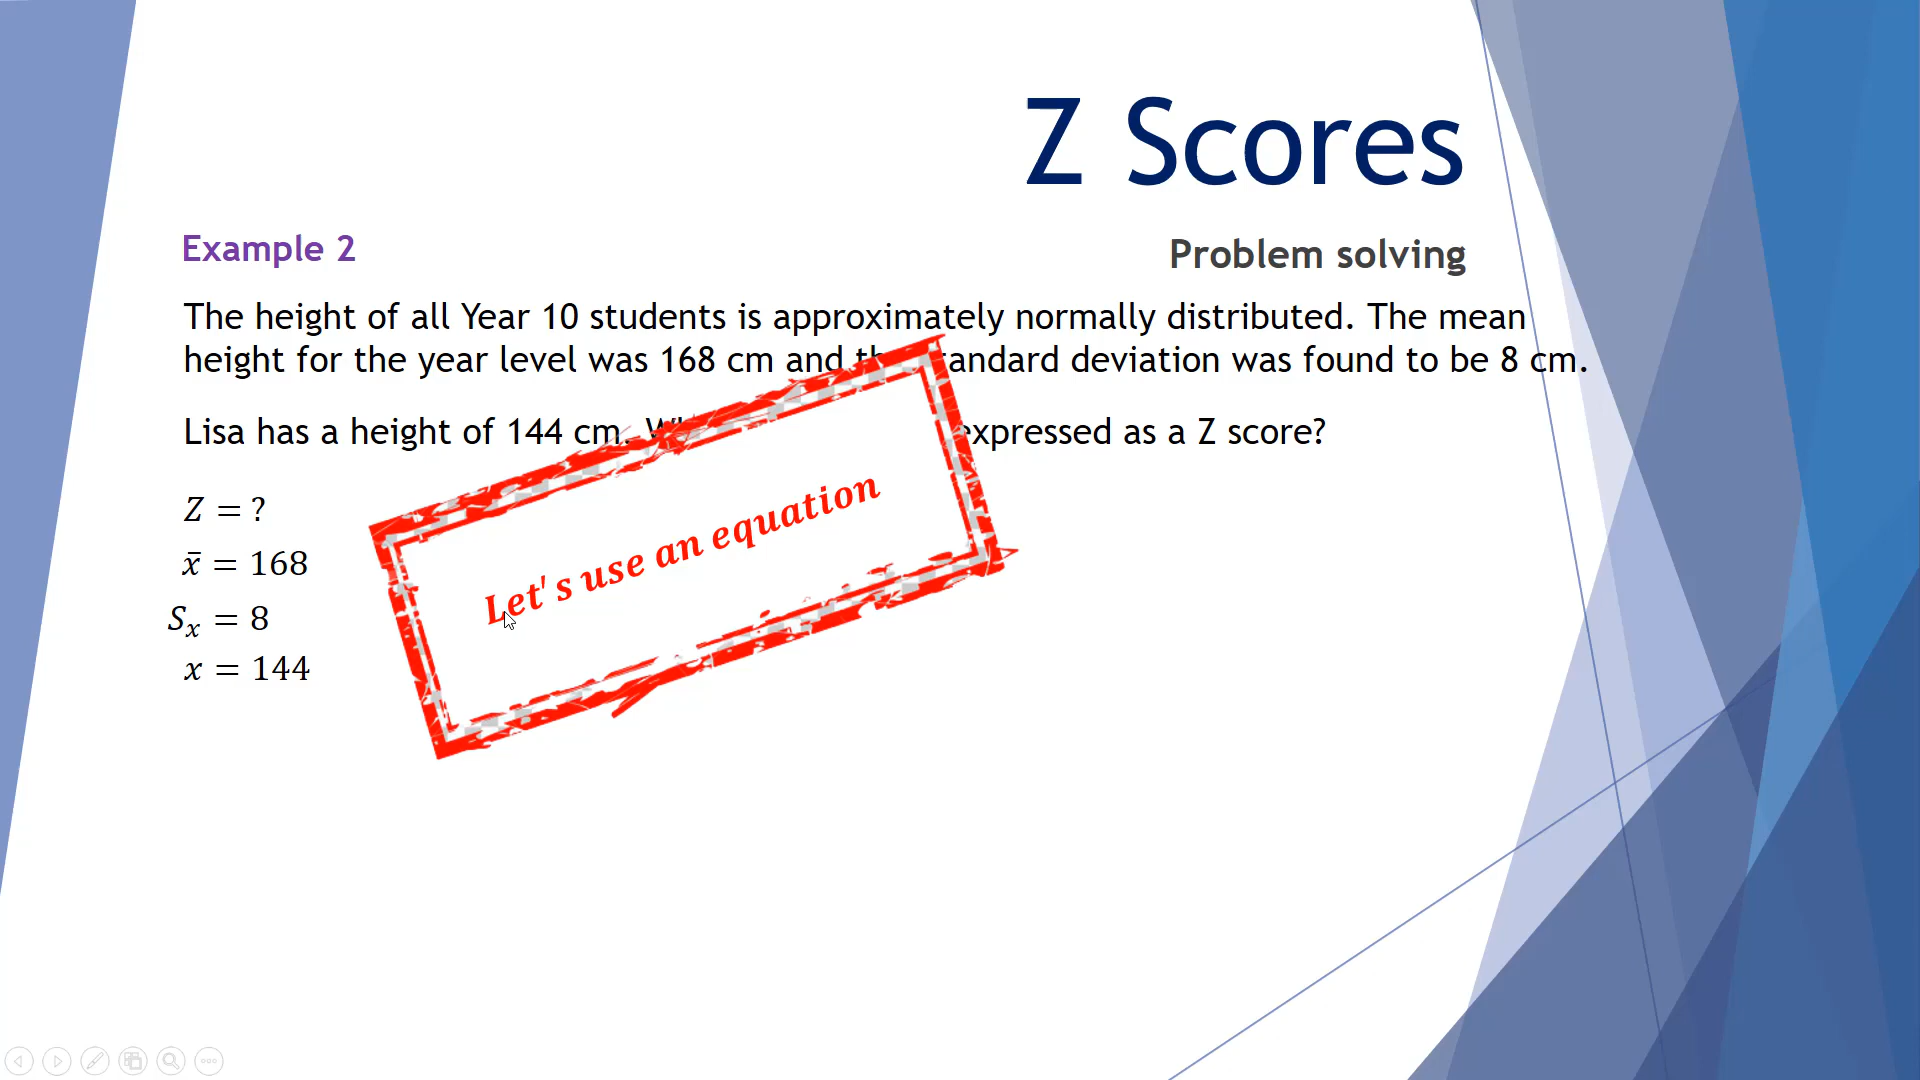 Z Scores
Example 2
Problem solving
The height of all Year 10 students is approximately normally distributed. The mean
height for the year level was 168 cm and the standard deviation was found to be 8 cm.
Lisa has a height of 144 cm. expressed as a Z score?
Z = ?
x̄ = 168
Sₓ = 8
x = 144
Let's use an equation